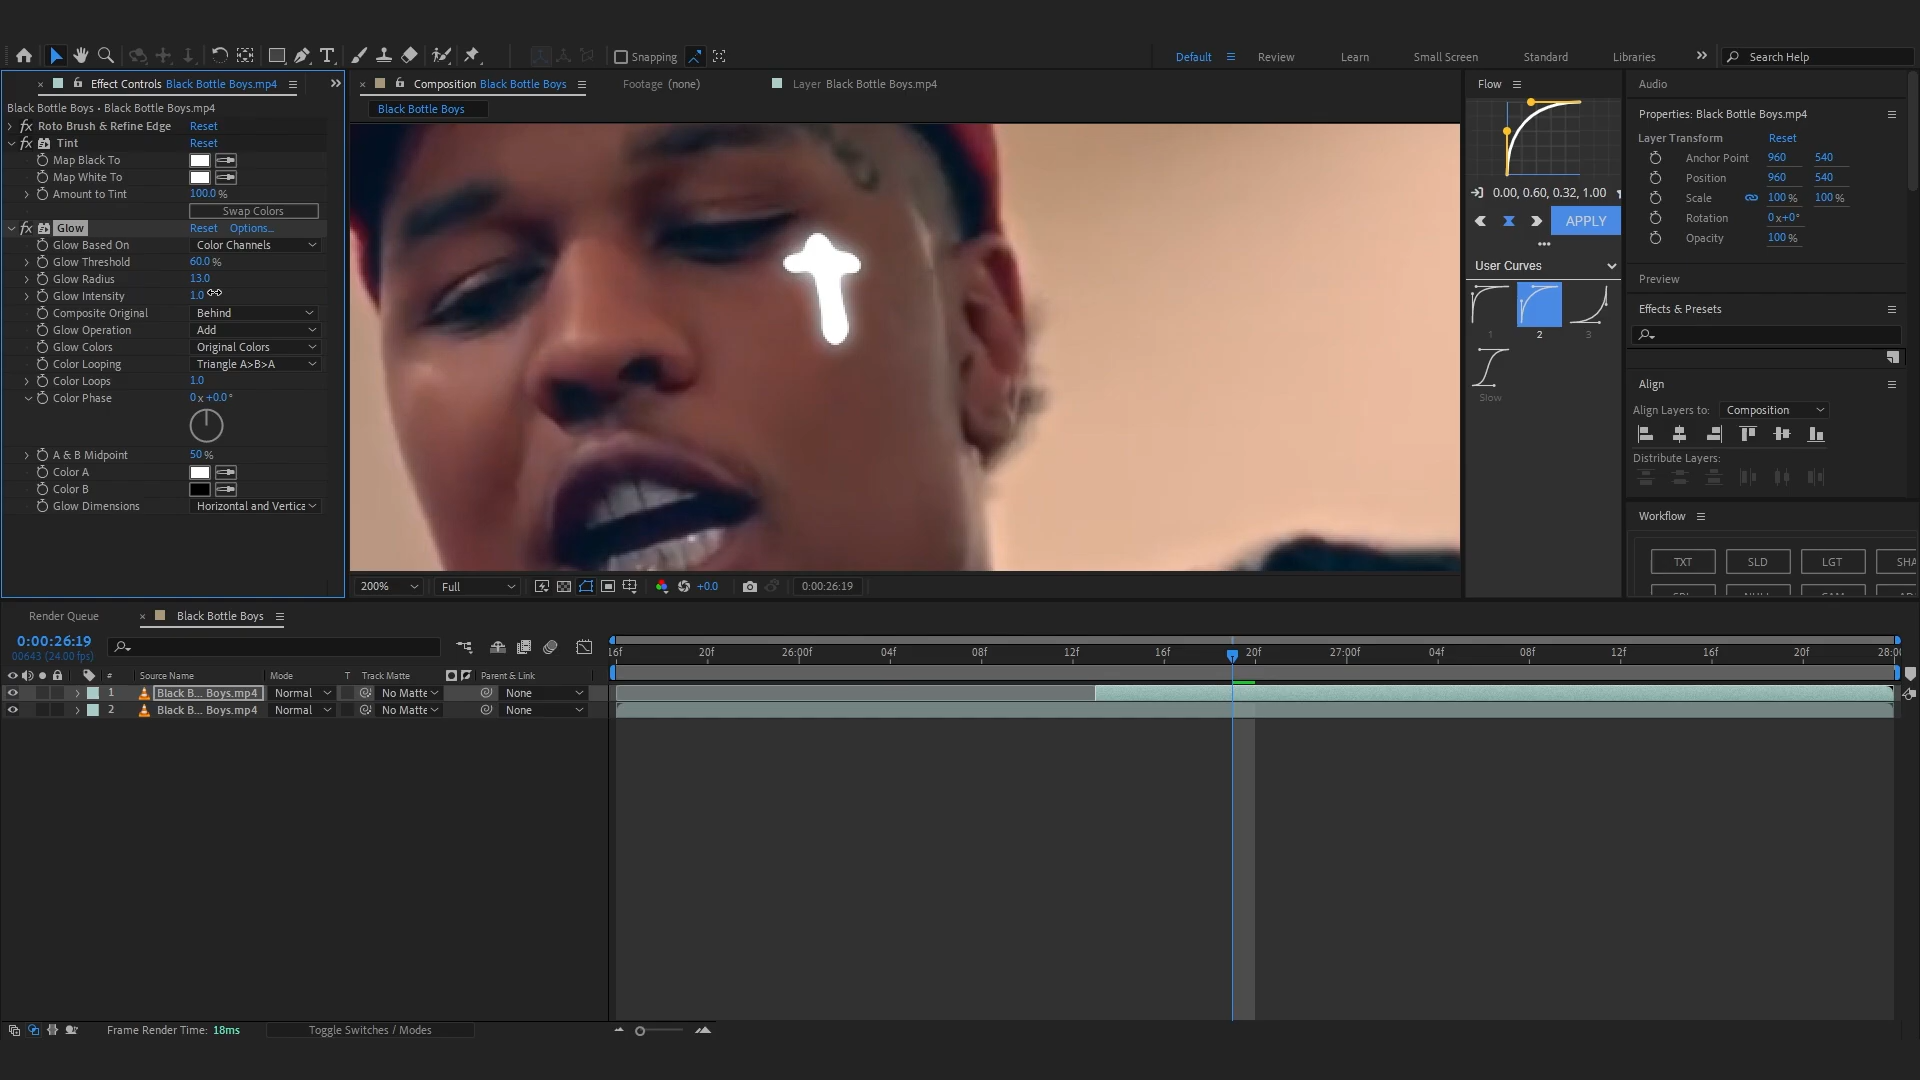 Snapping
Default
Review
Learn
Small Screen
Standard
Libraries
Search Help
Effect Controls Black Bottle Boys.mp4
Composition Black Bottle Boys
Footage (none)
Layer Black Bottle Boys.mp4
Flow
Audio
Black Bottle Boys • Black Bottle Boys.mp4
Black Bottle Boys
Properties: Black Bottle Boys.mp4
fx Roto Brush & Refine Edge Reset
fx Tint Reset
Map Black To
Map White To
Amount to Tint 100.0 %
Swap Colors
fx Glow Reset Options...
Glow Based On Color Channels
Glow Threshold 60.0 %
Glow Radius 13.0
Glow Intensity 1.0
Composite Original Behind
Glow Operation Add
Glow Colors Original Colors
Color Looping Triangle A>B>A
Color Loops 1.0
Color Phase 0 x +0.0 °
A & B Midpoint 50 %
Color A
Color B
Glow Dimensions Horizontal and Vertica
Layer Transform Reset
Anchor Point 960 540
Position 960 540
Scale 100 % 100 %
Rotation 0 x +0 °
Opacity 100 %
0.00, 0.60, 0.32, 1.00
APPLY
User Curves
1 2 3
Slow
Preview
Effects & Presets
Align
Align Layers to: Composition
Distribute Layers:
Workflow
TXT SLD LGT SHA
200% Full +0.0 0:00:26:19
Render Queue
Black Bottle Boys
0:00:26:19
00643 (24.00 fps)
16f 20f 26:00f 04f 08f 12f 16f 20f 27:00f 04f 08f 12f 16f 20f 28:00
# Source Name Mode T Track Matte Parent & Link
1 Black B... Boys.mp4 Normal No Matte None
2 Black B... Boys.mp4 Normal No Matte None
Frame Render Time: 18ms
Toggle Switches / Modes